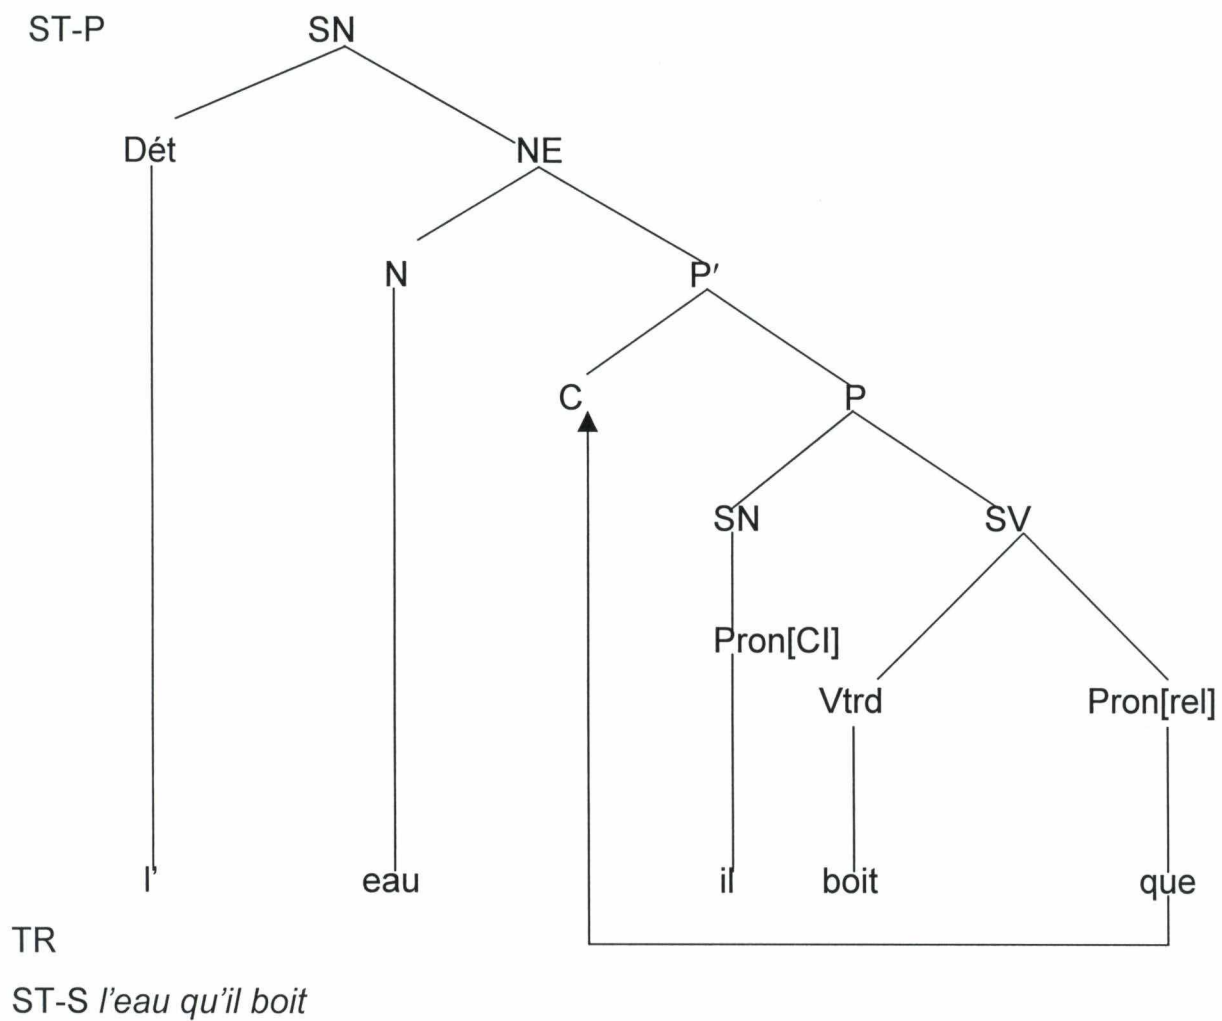 ST-P SN
Dét NE
N P′
C P
SN SV
Pron[CI]
Vtrd Pron[rel]
l’ eau il boit que
TR
ST-S l’eau qu’il boit